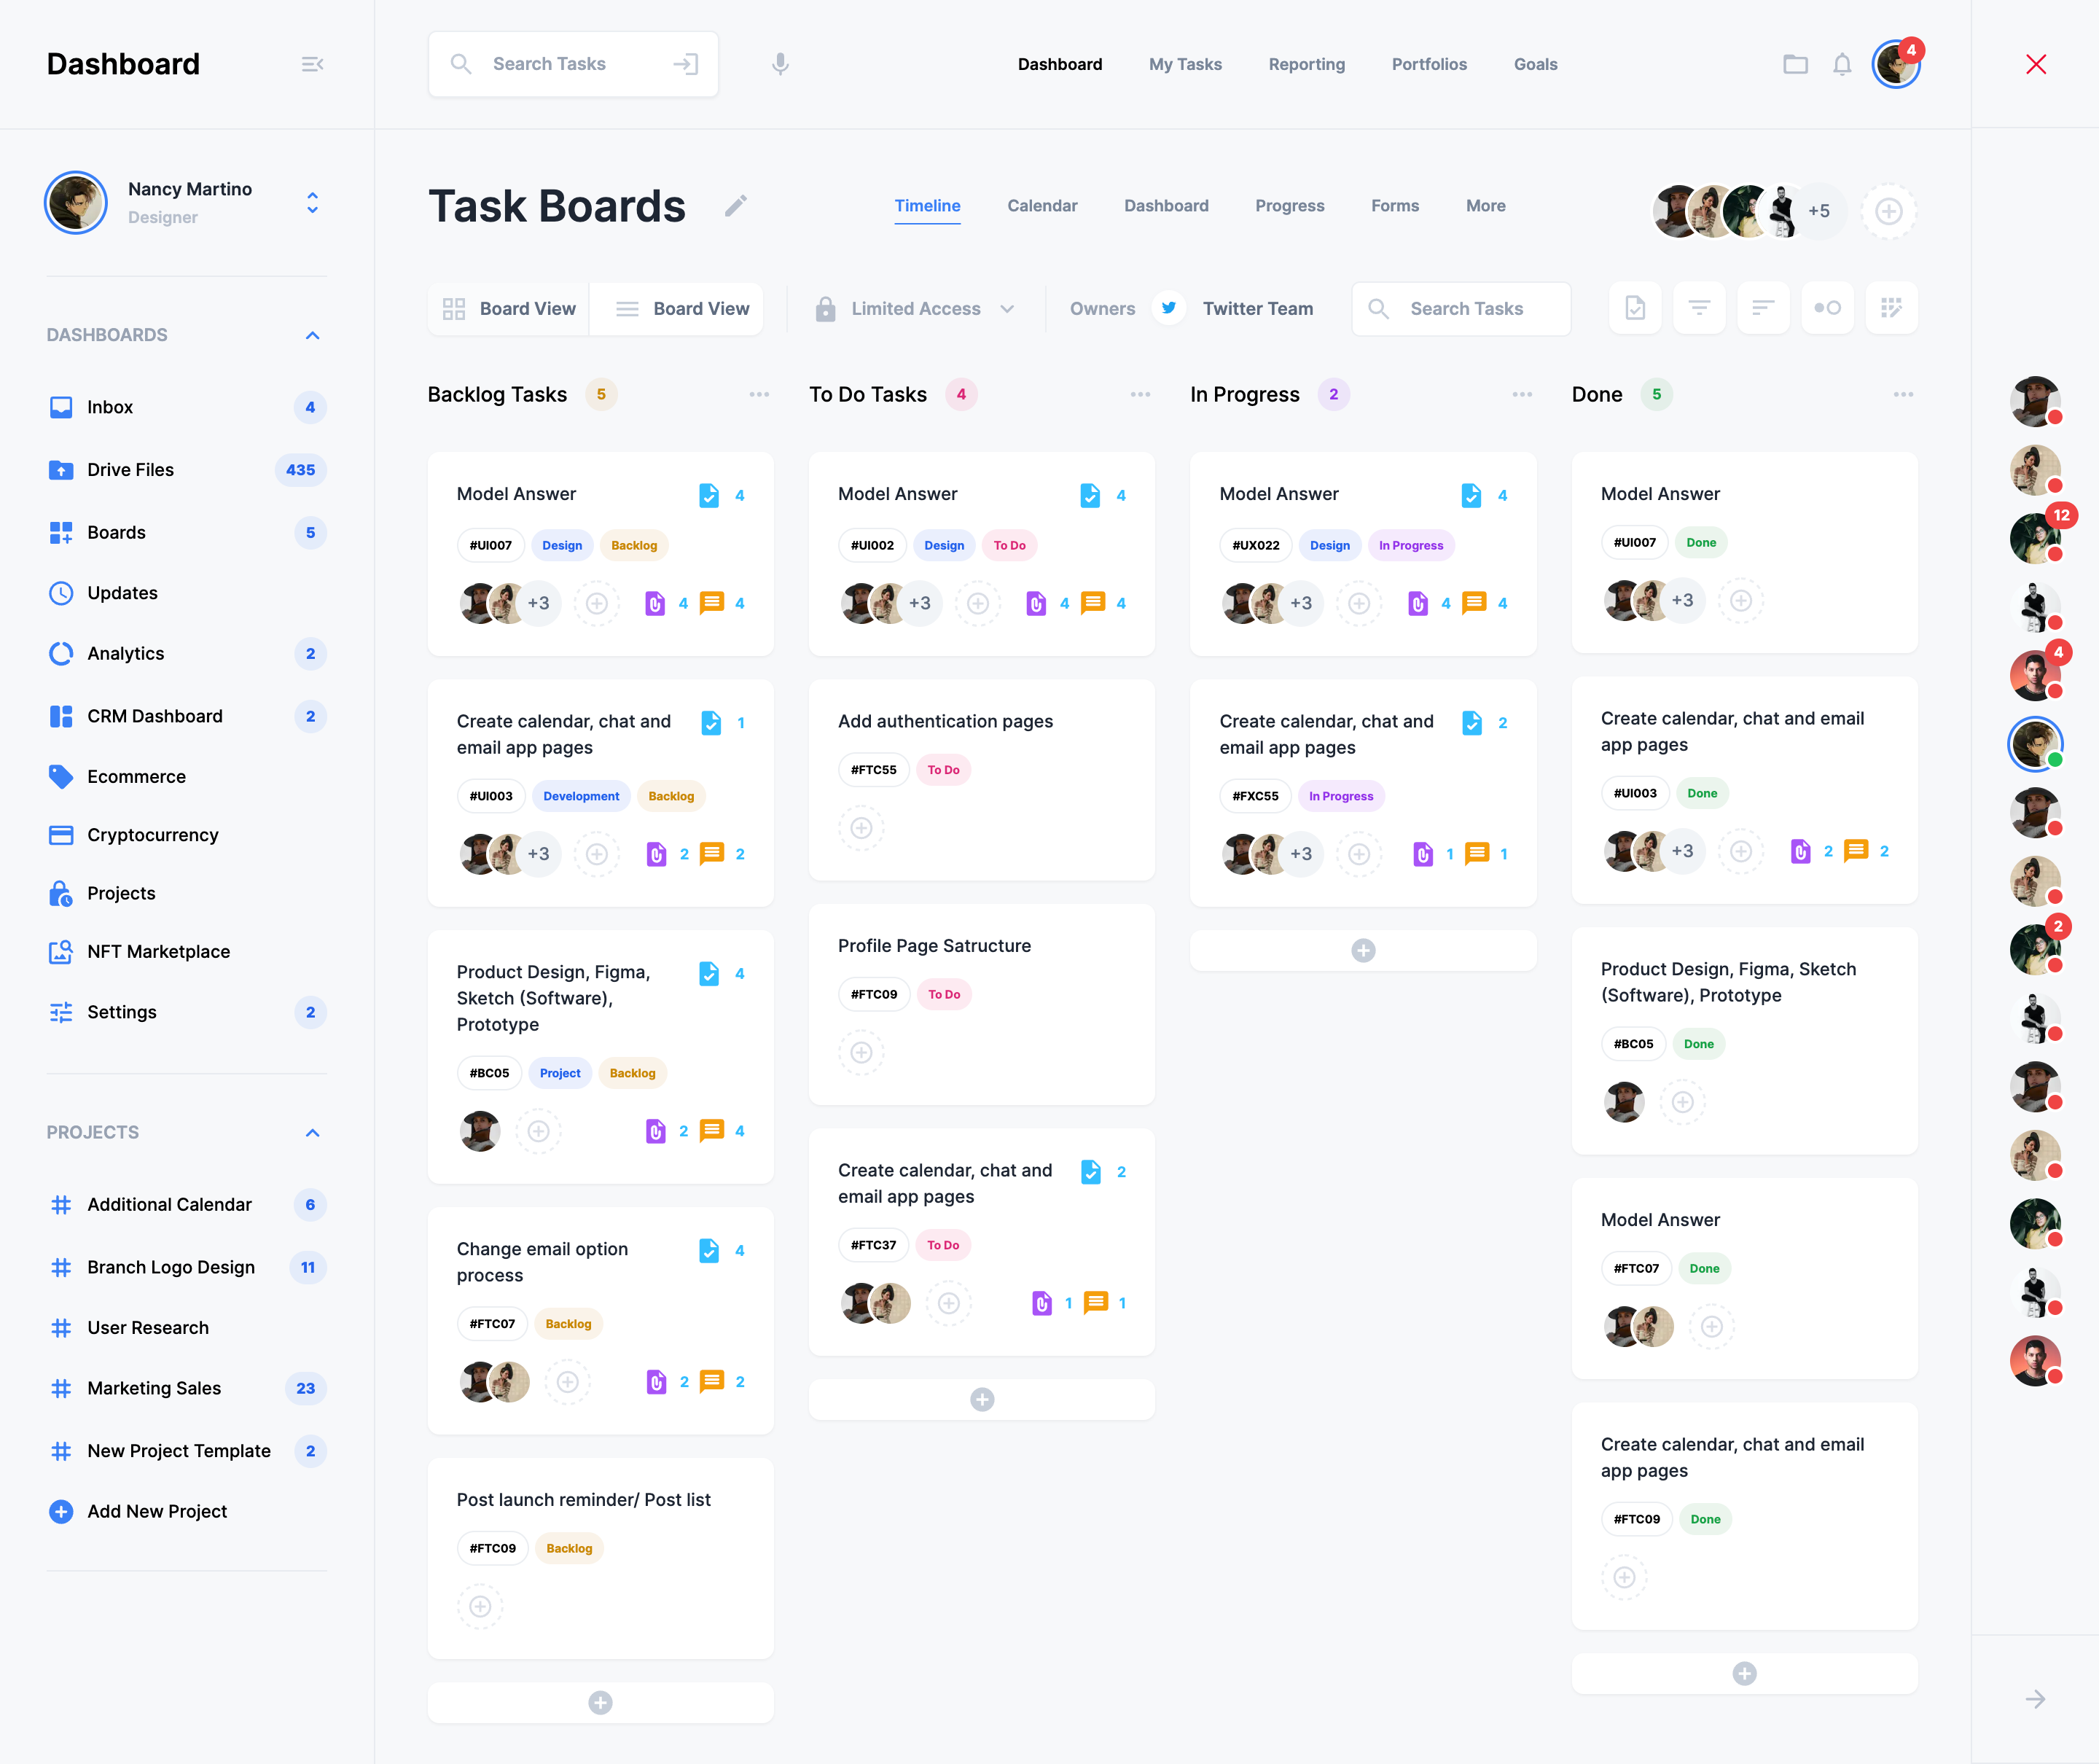 Dashboard
Search Tasks
Dashboard
My Tasks
Reporting
Portfolios
Goals
4
Nancy Martino
Designer
DASHBOARDS
Inbox
4
Drive Files
435
Boards
5
Updates
Analytics
2
CRM Dashboard
2
Ecommerce
Cryptocurrency
Projects
NFT Marketplace
Settings
2
PROJECTS
Additional Calendar
6
Branch Logo Design
11
User Research
Marketing Sales
23
New Project Template
2
Add New Project
Task Boards
Timeline
Calendar
Dashboard
Progress
Forms
More
+5
Board View
Board View
Limited Access
Owners
Twitter Team
Search Tasks
Backlog Tasks
5
Model Answer
4
#UI007
Design
Backlog
+3
4
4
Create calendar, chat and
email app pages
1
#UI003
Development
Backlog
+3
2
2
Product Design, Figma,
Sketch (Software),
Prototype
4
#BC05
Project
Backlog
2
4
Change email option
process
4
#FTC07
Backlog
2
2
Post launch reminder/ Post list
#FTC09
Backlog
To Do Tasks
4
Model Answer
4
#UI002
Design
To Do
+3
4
4
Add authentication pages
#FTC55
To Do
Profile Page Satructure
#FTC09
To Do
Create calendar, chat and
email app pages
2
#FTC37
To Do
1
1
In Progress
2
Model Answer
4
#UX022
Design
In Progress
+3
4
4
Create calendar, chat and
email app pages
2
#FXC55
In Progress
+3
1
1
Done
5
Model Answer
#UI007
Done
+3
Create calendar, chat and email
app pages
#UI003
Done
+3
2
2
Product Design, Figma, Sketch
(Software), Prototype
#BC05
Done
Model Answer
#FTC07
Done
Create calendar, chat and email
app pages
#FTC09
Done
12
4
2